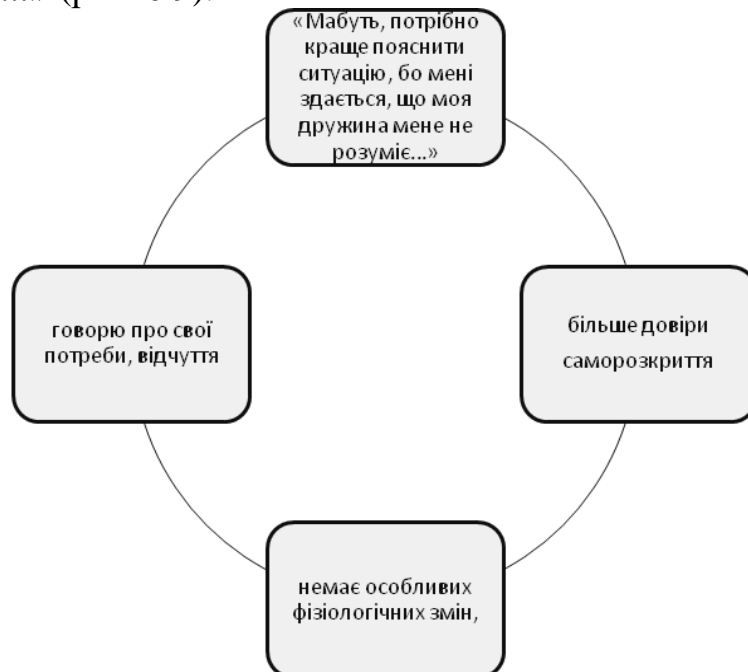 «Мабуть, потрібно
краще пояснити
ситуацію, бо мені
здається, що моя
дружина мене не
розуміє...»
говорю про свої
потреби, відчуття
більше довіри
саморозкриття
немає особливих
фізіологічних змін,